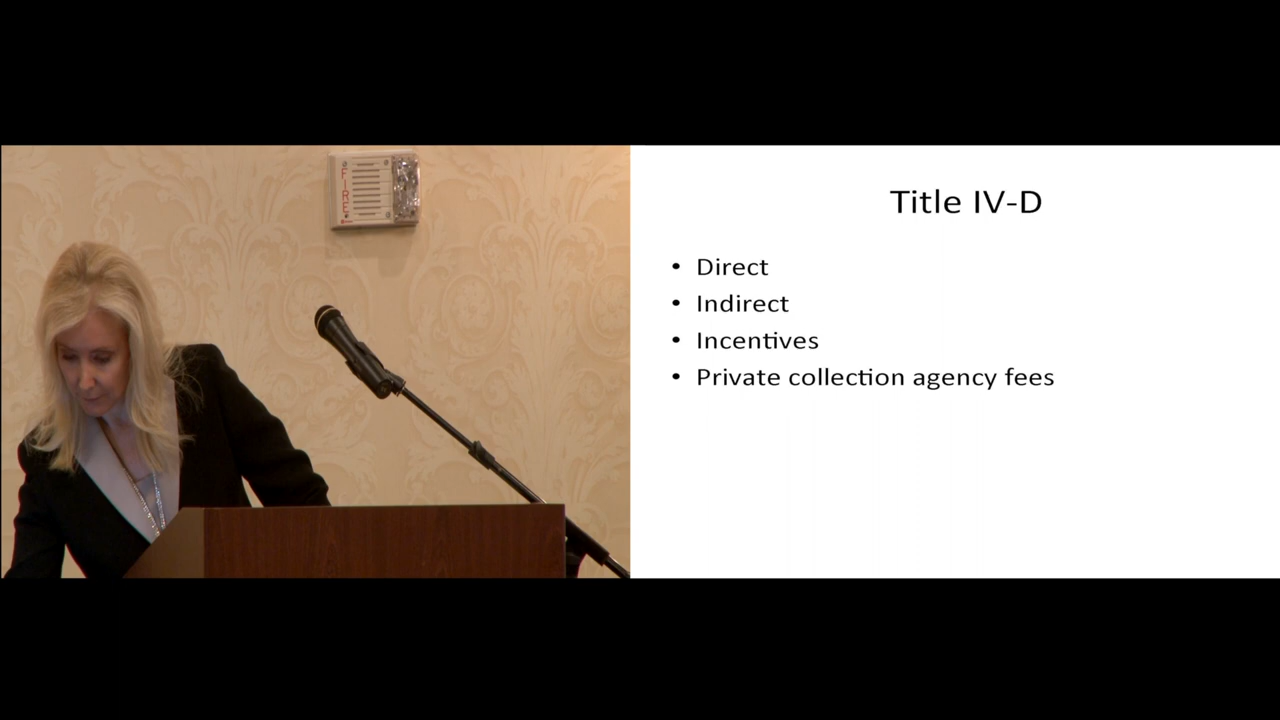 FIRE
Title IV-D
• Direct
• Indirect
• Incentives
• Private collection agency fees